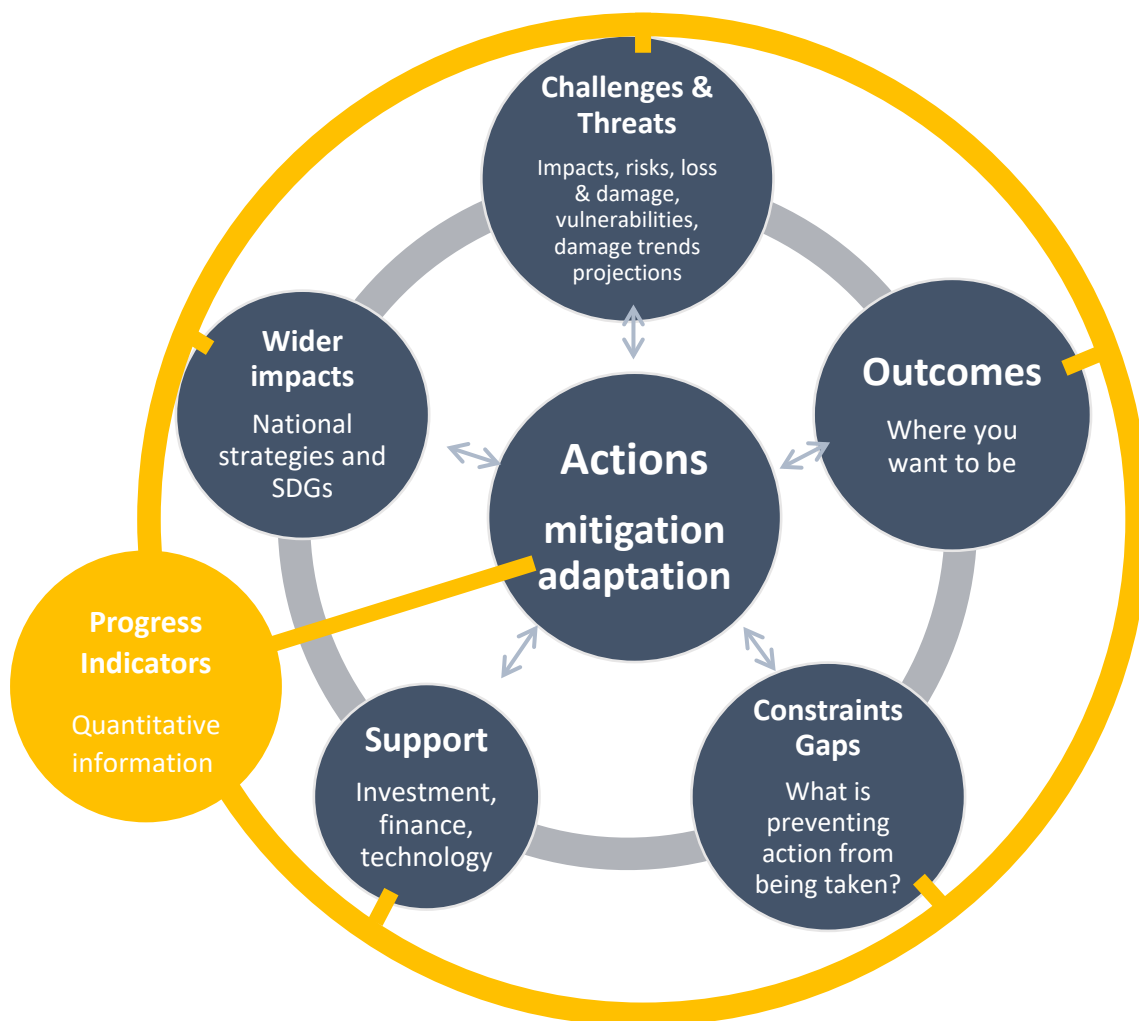 Challenges &
Threats
Impacts, risks, loss
& damage,
vulnerabilities,
damage trends
projections
Wider
impacts
National
strategies and
SDGs
Outcomes
Where you
want to be
Actions
mitigation
adaptation
Progress
Indicators
Quantitative
information
Support
Investment,
finance,
technology
Constraints
Gaps
What is
preventing
action from
being taken?